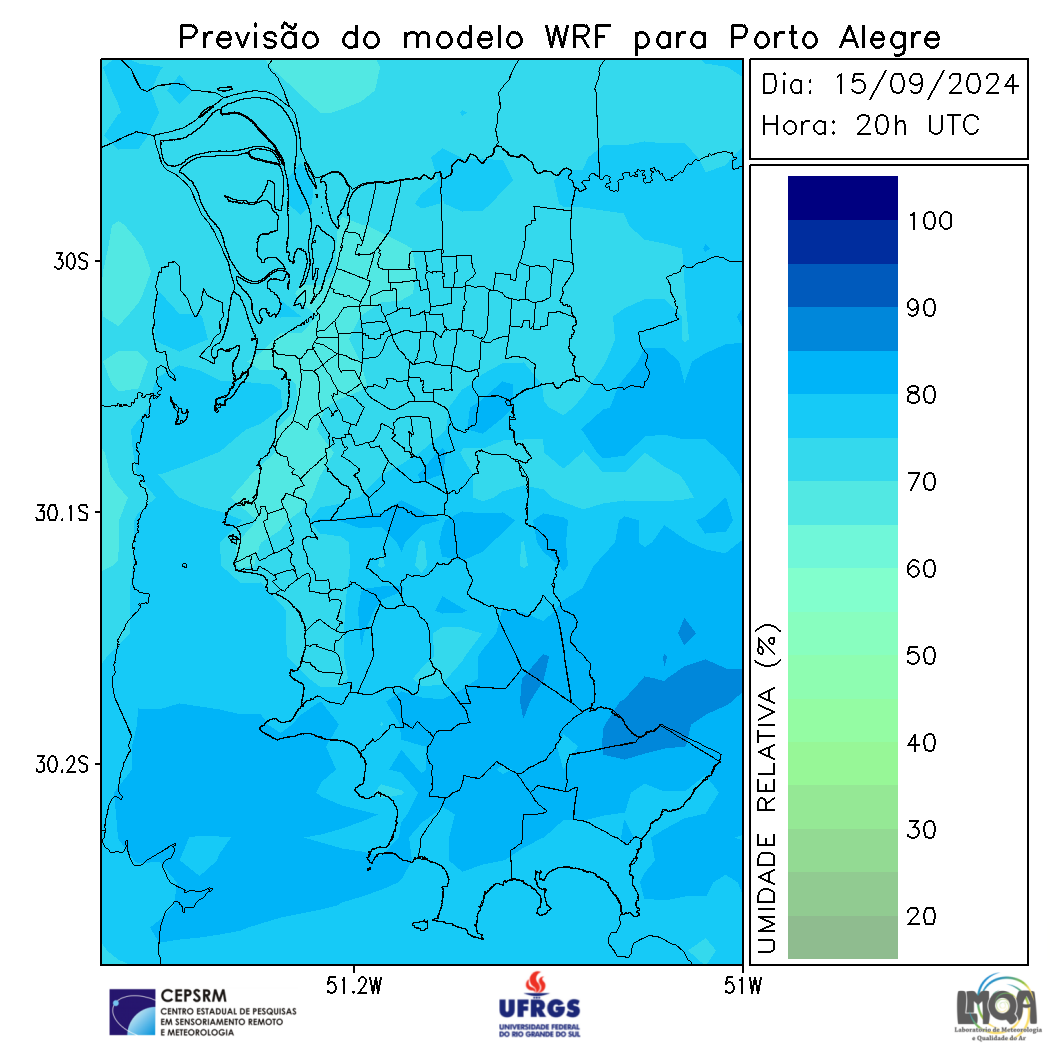 Previsão do modelo WRF para Porto Alegre
Dia: 15/09/2024
Hora: 20h UTC
100
90
80
70
60
50
40
30
20
UMIDADE RELATIVA (%)
30S
30.1S
30.2S
51.2W
51W
CEPSRM
CENTRO ESTADUAL DE PESQUISAS
EM SENSORIAMENTO REMOTO
E METEOROLOGIA
UFRGS
UNIVERSIDADE FEDERAL
DO RIO GRANDE DO SUL
LMQA
Laboratório de Meteorologia
e Qualidade do Ar